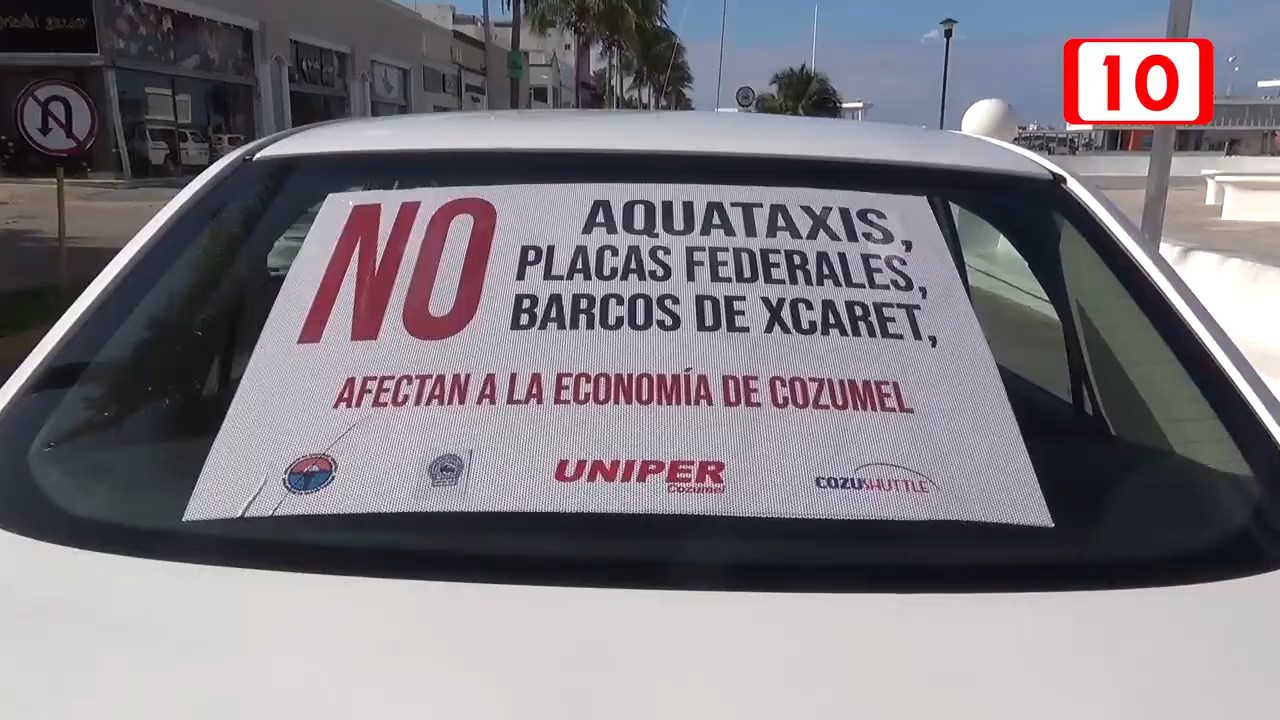 10
NO
AQUATAXIS,
PLACAS FEDERALES,
BARCOS DE XCARET,
AFECTAN A LA ECONOMÍA DE COZUMEL
UNIPER
Cozumel
COZUSHUTTLE